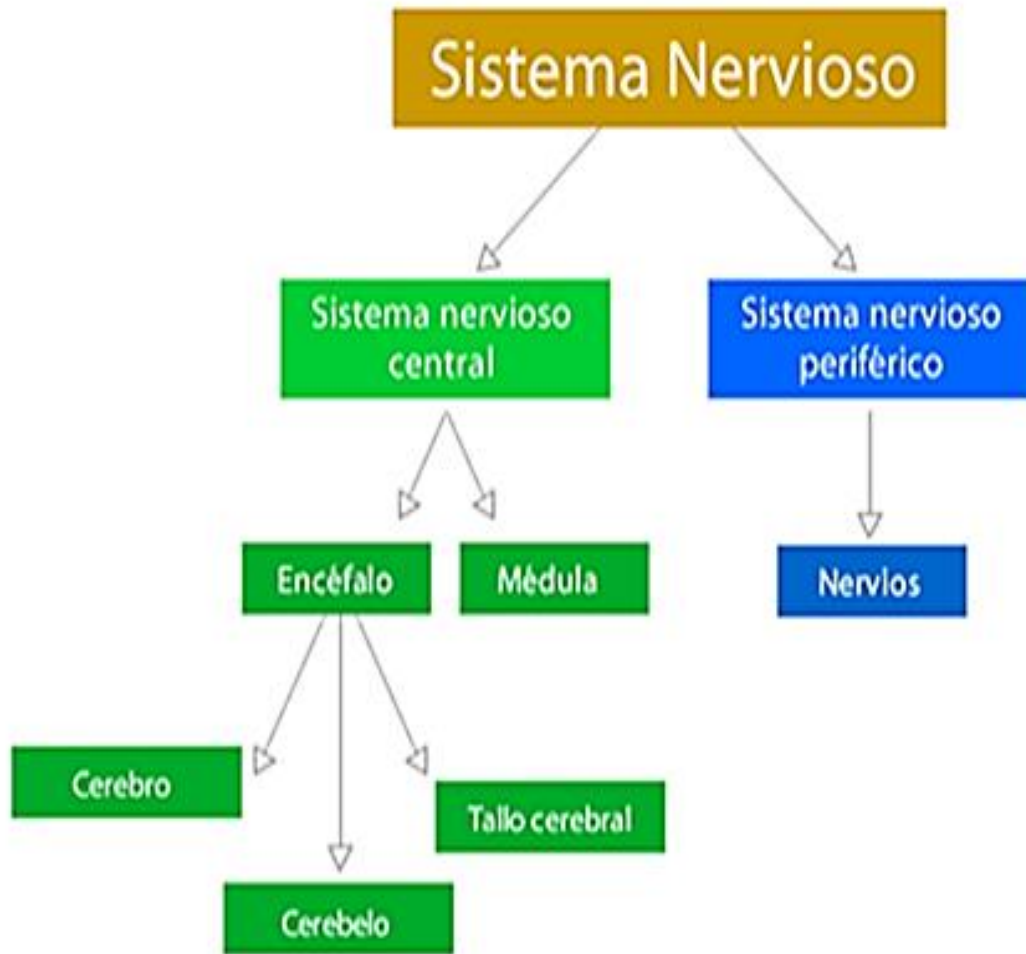 Sistema Nervioso
Sistema nervioso
central
Sistema nervioso
periférico
Encéfalo
Médula
Nervios
Cerebro
Tallo cerebral
Cerebelo